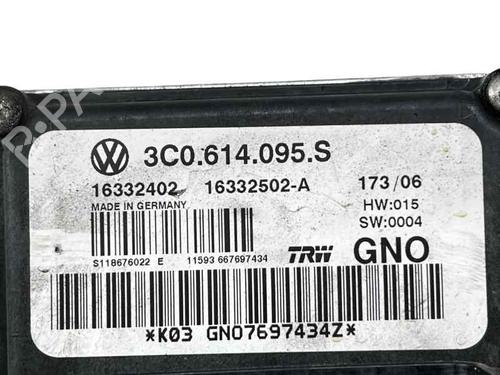 3C0.614.095.S
16332402 16332502-A 173/06
MADE IN GERMANY HW:015
SW:0004
S118676022 E 11593 667697434 TRW GNO
*K03 GNO7697434Z*